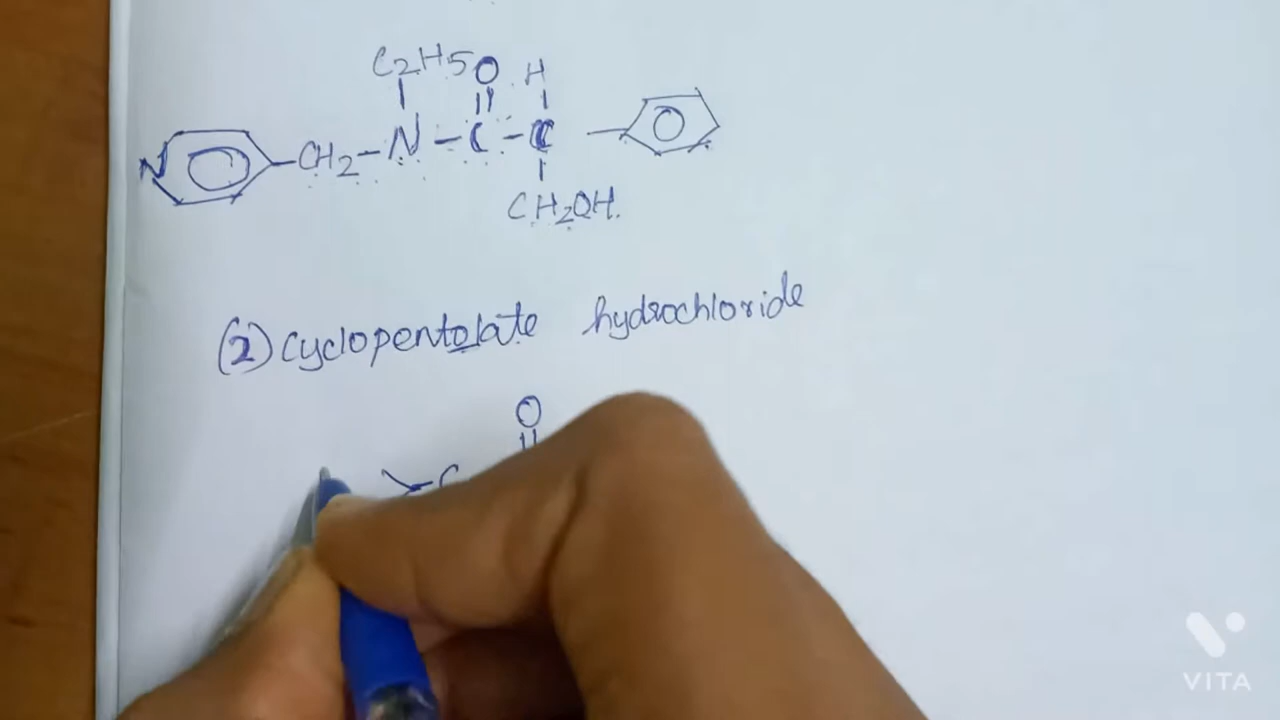 C2H5 O H
N -CH2-N-C-C
CH2OH.
(2) Cyclopentolate hydrochloride
O
C
VITA